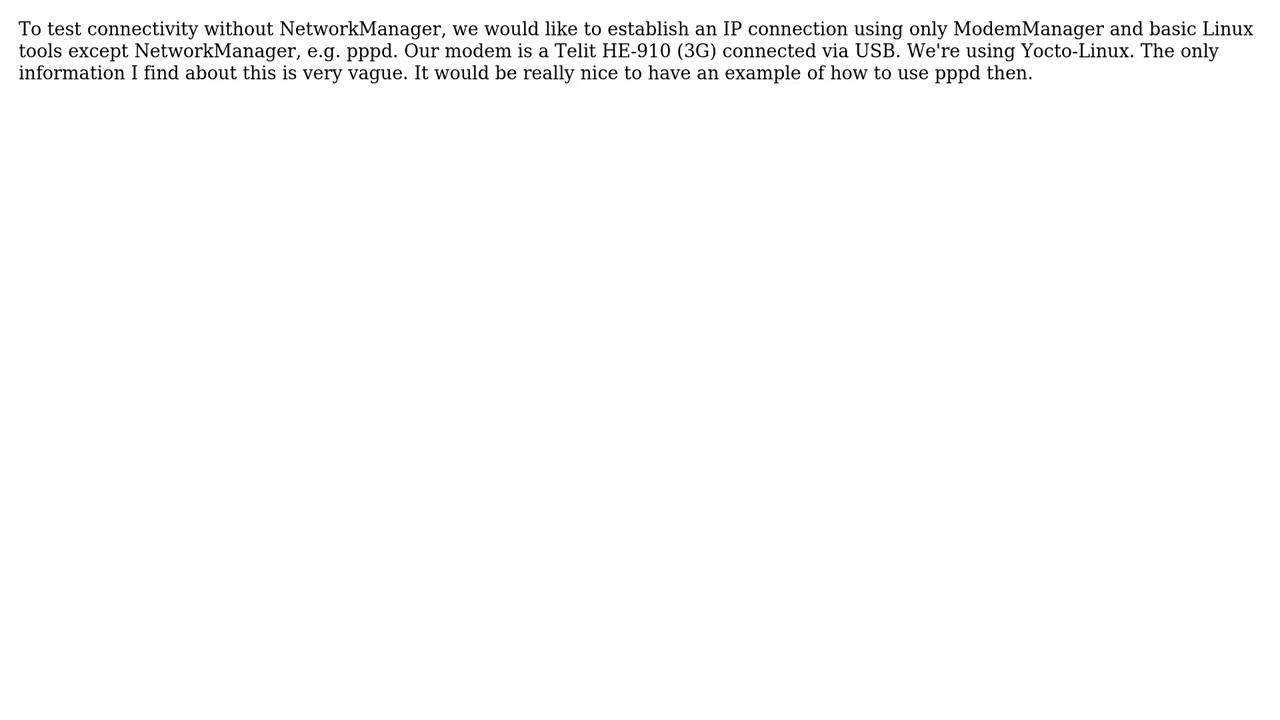 To test connectivity without NetworkManager, we would like to establish an IP connection using only ModemManager and basic Linux
tools except NetworkManager, e.g. pppd. Our modem is a Telit HE-910 (3G) connected via USB. We're using Yocto-Linux. The only
information I find about this is very vague. It would be really nice to have an example of how to use pppd then.